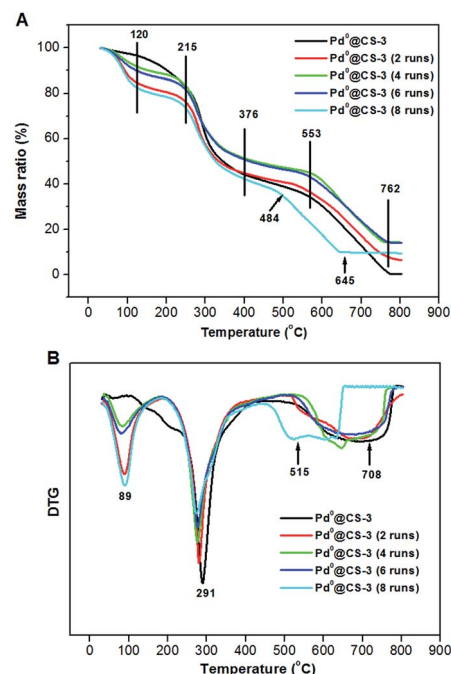 A
Mass ratio (%)
100
80
60
40
20
0
120
215
376
553
762
484
645
Pd⁰@CS-3
Pd⁰@CS-3 (2 runs)
Pd⁰@CS-3 (4 runs)
Pd⁰@CS-3 (6 runs)
Pd⁰@CS-3 (8 runs)
0 100 200 300 400 500 600 700 800 900
Temperature (°C)
B
DTG
89
291
515
708
Pd⁰@CS-3
Pd⁰@CS-3 (2 runs)
Pd⁰@CS-3 (4 runs)
Pd⁰@CS-3 (6 runs)
Pd⁰@CS-3 (8 runs)
0 100 200 300 400 500 600 700 800 900
Temperature (°C)